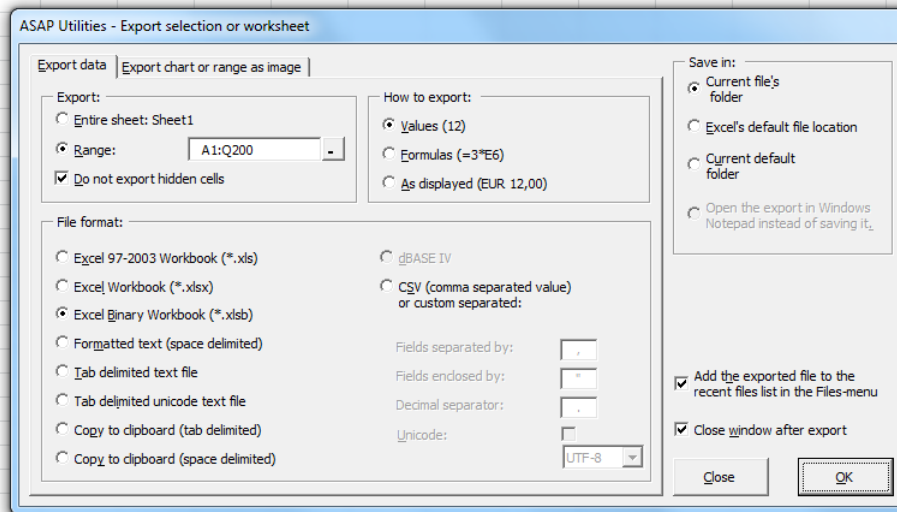 ASAP Utilities - Export selection or worksheet
Export data
Export chart or range as image
Export:
Entire sheet: Sheet1
Range:
A1:Q200
-
Do not export hidden cells
How to export:
Values (12)
Formulas (=3*E6)
As displayed (EUR 12,00)
File format:
Excel 97-2003 Workbook (*.xls)
Excel Workbook (*.xlsx)
Excel Binary Workbook (*.xlsb)
Formatted text (space delimited)
Tab delimited text file
Tab delimited unicode text file
Copy to clipboard (tab delimited)
Copy to clipboard (space delimited)
dBASE IV
CSV (comma separated value)
or custom separated:
Fields separated by:
,
Fields enclosed by:
"
Decimal separator:
Unicode:
UTF-8
Save in:
Current file's
folder
Excel's default file location
Current default
folder
Open the export in Windows
Notepad instead of saving it.
Add the exported file to the
recent files list in the Files-menu
Close window after export
Close
OK